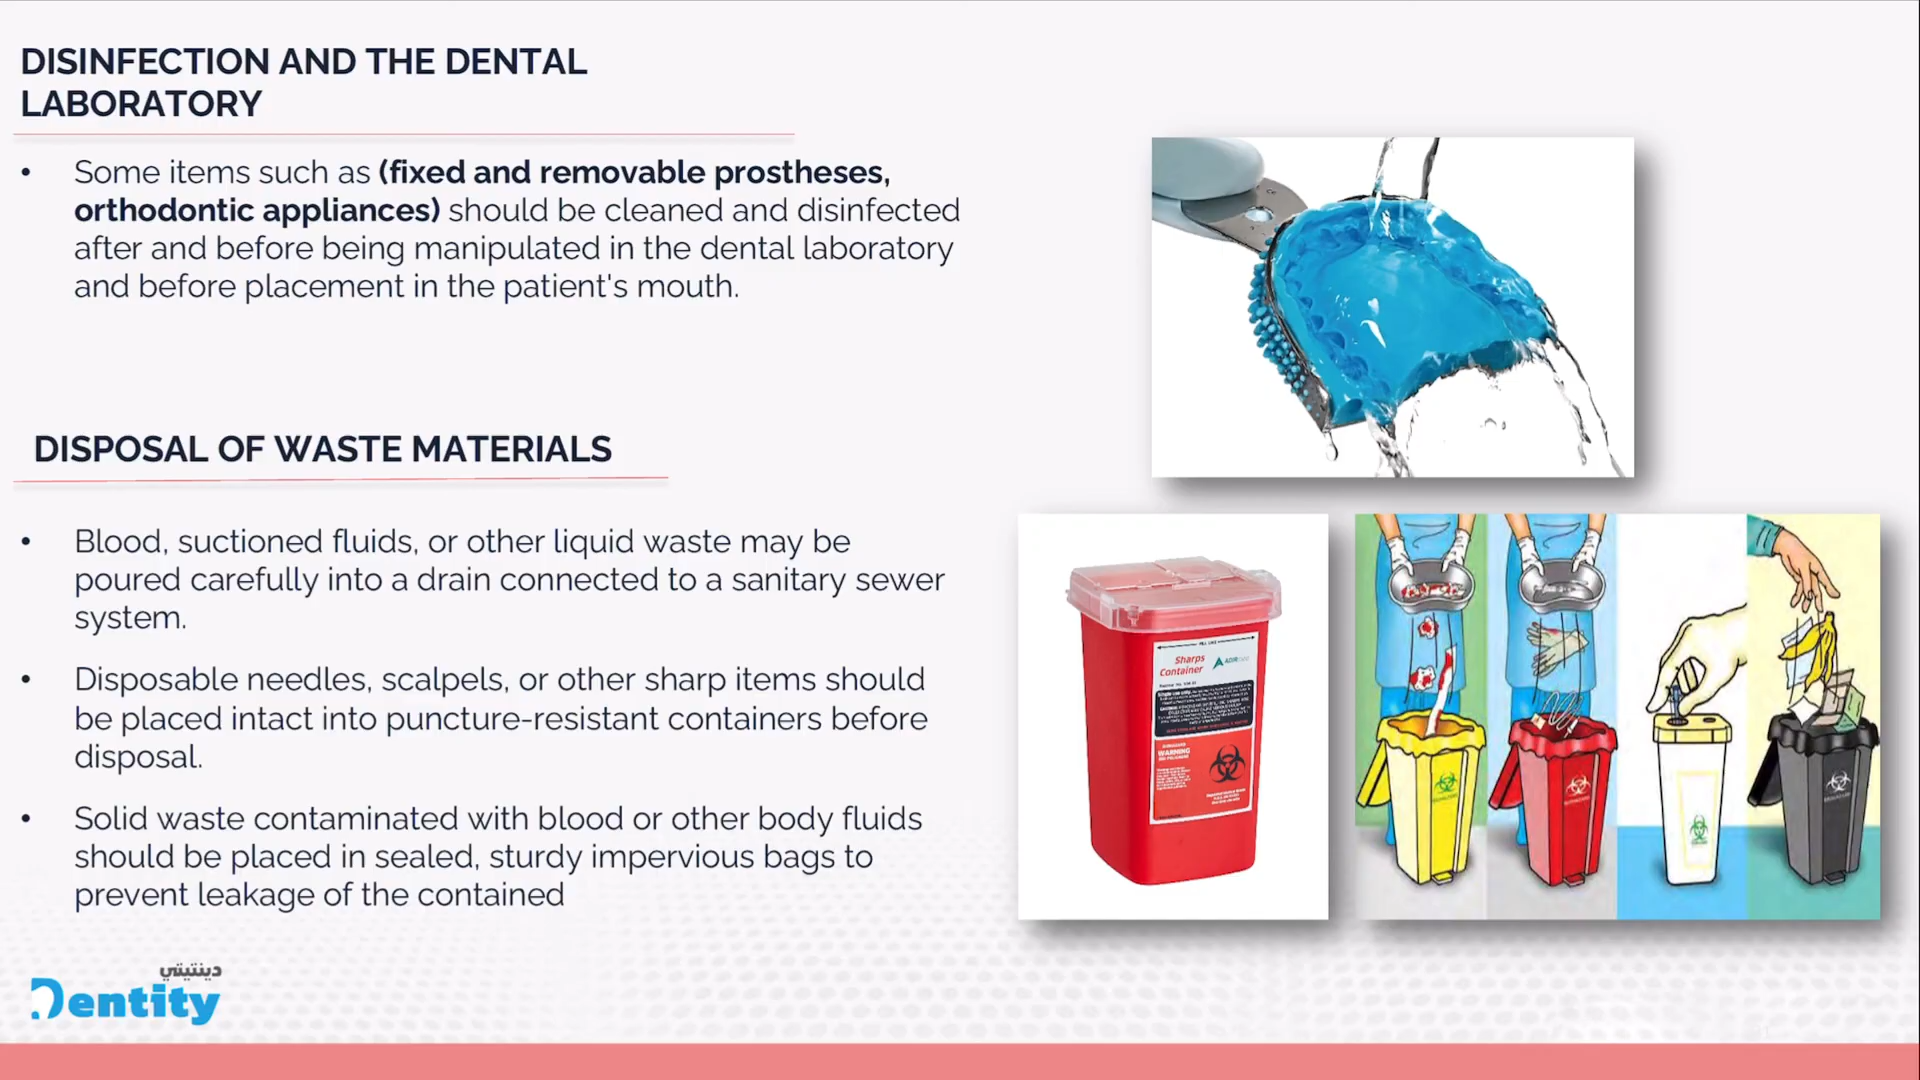 DISINFECTION AND THE DENTAL
LABORATORY
• Some items such as (fixed and removable prostheses,
orthodontic appliances) should be cleaned and disinfected
after and before being manipulated in the dental laboratory
and before placement in the patient's mouth.
DISPOSAL OF WASTE MATERIALS
• Blood, suctioned fluids, or other liquid waste may be
poured carefully into a drain connected to a sanitary sewer
system.
• Disposable needles, scalpels, or other sharp items should
be placed intact into puncture-resistant containers before
disposal.
• Solid waste contaminated with blood or other body fluids
should be placed in sealed, sturdy impervious bags to
prevent leakage of the contained
FILL LINE
Sharps
Container
WARNING
دينتيتي
Dentity